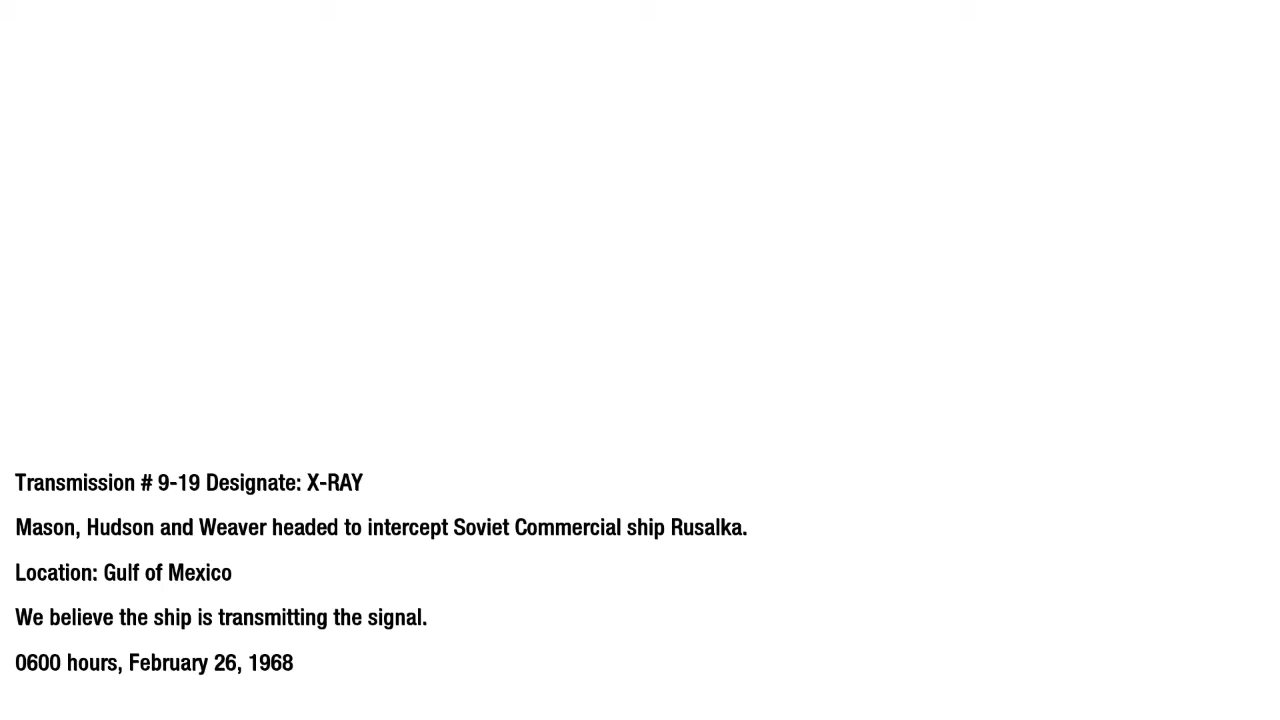 Transmission # 9-19 Designate: X-RAY
Mason, Hudson and Weaver headed to intercept Soviet Commercial ship Rusalka.
Location: Gulf of Mexico
We believe the ship is transmitting the signal.
0600 hours, February 26, 1968